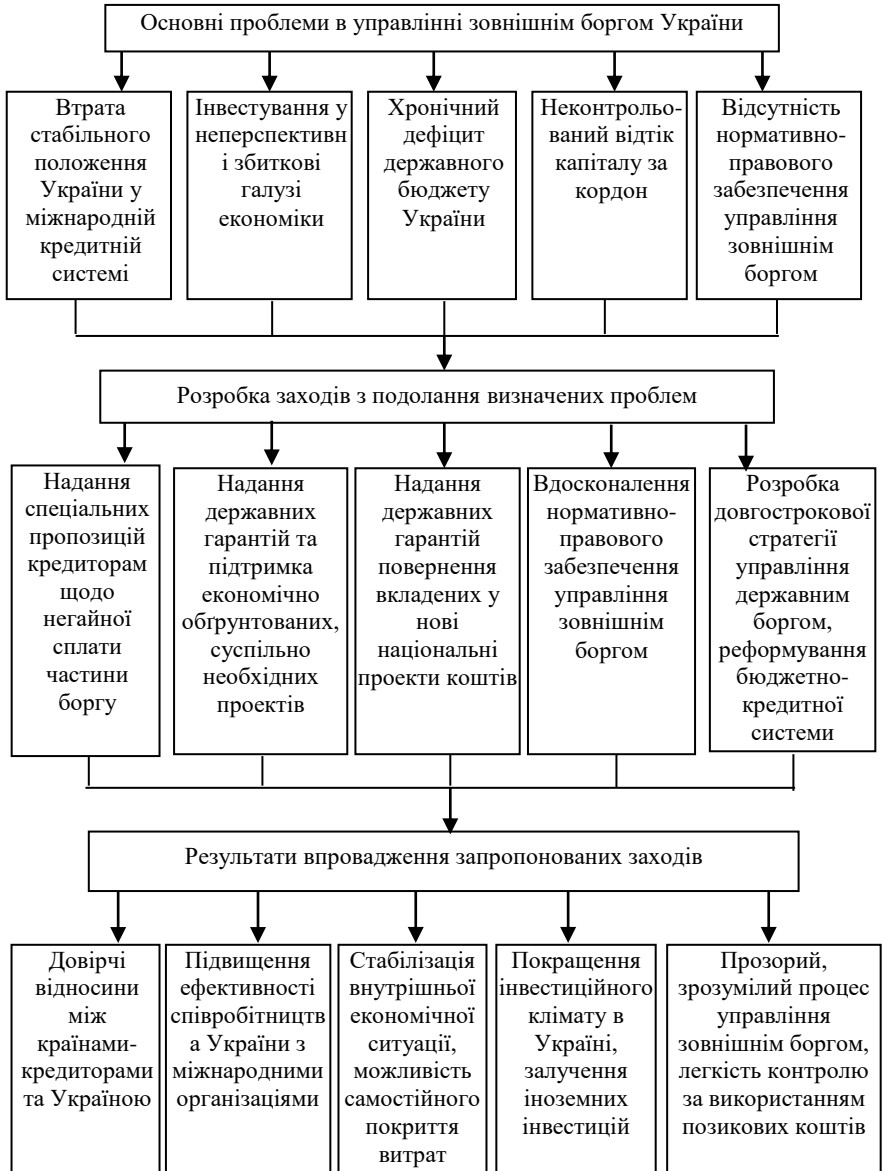 Основні проблеми в управлінні зовнішнім боргом України
Втрата
стабільного
положення
України у
міжнародній
кредитній
системі
Інвестування у
неперспективн
і збиткові
галузі
економіки
Хронічний
дефіцит
державного
бюджету
України
Неконтрольо-
ваний відтік
капіталу за
кордон
Відсутність
нормативно-
правового
забезпечення
управління
зовнішнім
боргом
Розробка заходів з подолання визначених проблем
Надання
спеціальних
пропозицій
кредиторам
щодо
негайної
сплати
частини
боргу
Надання
державних
гарантій та
підтримка
економічно
обґрунтованих,
суспільно
необхідних
проектів
Надання
державних
гарантій
повернення
вкладених у
нові
національні
проекти коштів
Вдосконалення
нормативно-
правового
забезпечення
управління
зовнішнім
боргом
Розробка
довгострокової
стратегії
управління
державним
боргом,
реформування
бюджетно-
кредитної
системи
Результати впровадження запропонованих заходів
Довірчі
відносини
між
країнами-
кредиторами
та Україною
Підвищення
ефективності
співробітництв
а України з
міжнародними
організаціями
Стабілізація
внутрішньої
економічної
ситуації,
можливість
самостійного
покриття
витрат
Покращення
інвестиційного
клімату в
Україні,
залучення
іноземних
інвестицій
Прозорий,
зрозумілий процес
управління
зовнішнім боргом,
легкість контролю
за використанням
позикових коштів